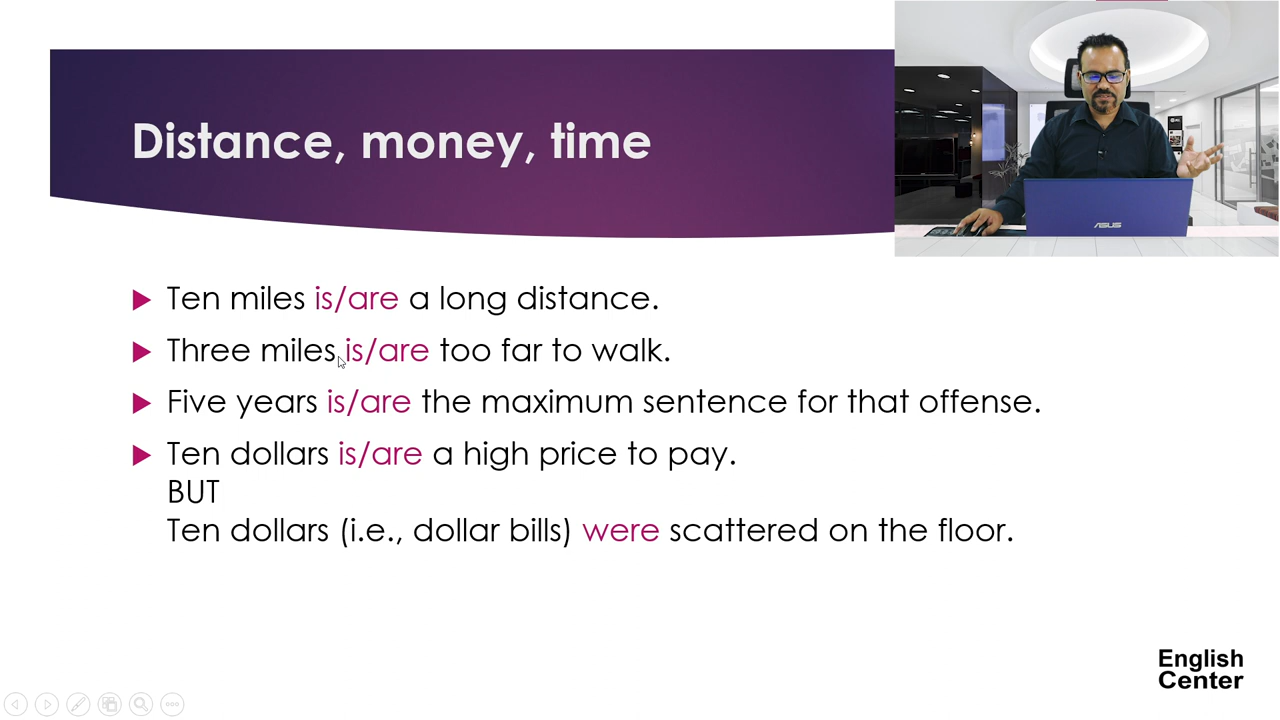 Distance, money, time
Ten miles is/are a long distance.
Three miles is/are too far to walk.
Five years is/are the maximum sentence for that offense.
Ten dollars is/are a high price to pay.
BUT
Ten dollars (i.e., dollar bills) were scattered on the floor.
ASUS
English
Center